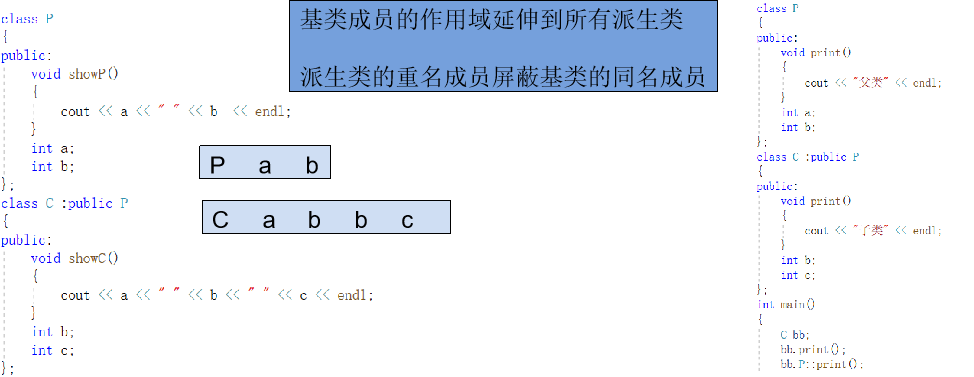 class P
{
public:
void showP()
{
cout << a << " " << b << endl;
}
int a;
int b;
};
class C :public P
{
public:
void showC()
{
cout << a << " " << b << " " << c << endl;
}
int b;
int c;
};
基类成员的作用域延伸到所有派生类
派生类的重名成员屏蔽基类的同名成员
P a b
C a b b c
class P
{
public:
void print()
{
cout << "父类" << endl;
}
int a;
int b;
};
class C :public P
{
public:
void print()
{
cout << "子类" << endl;
}
int b;
int c;
};
int main()
{
C bb;
bb.print();
bb.P::print();